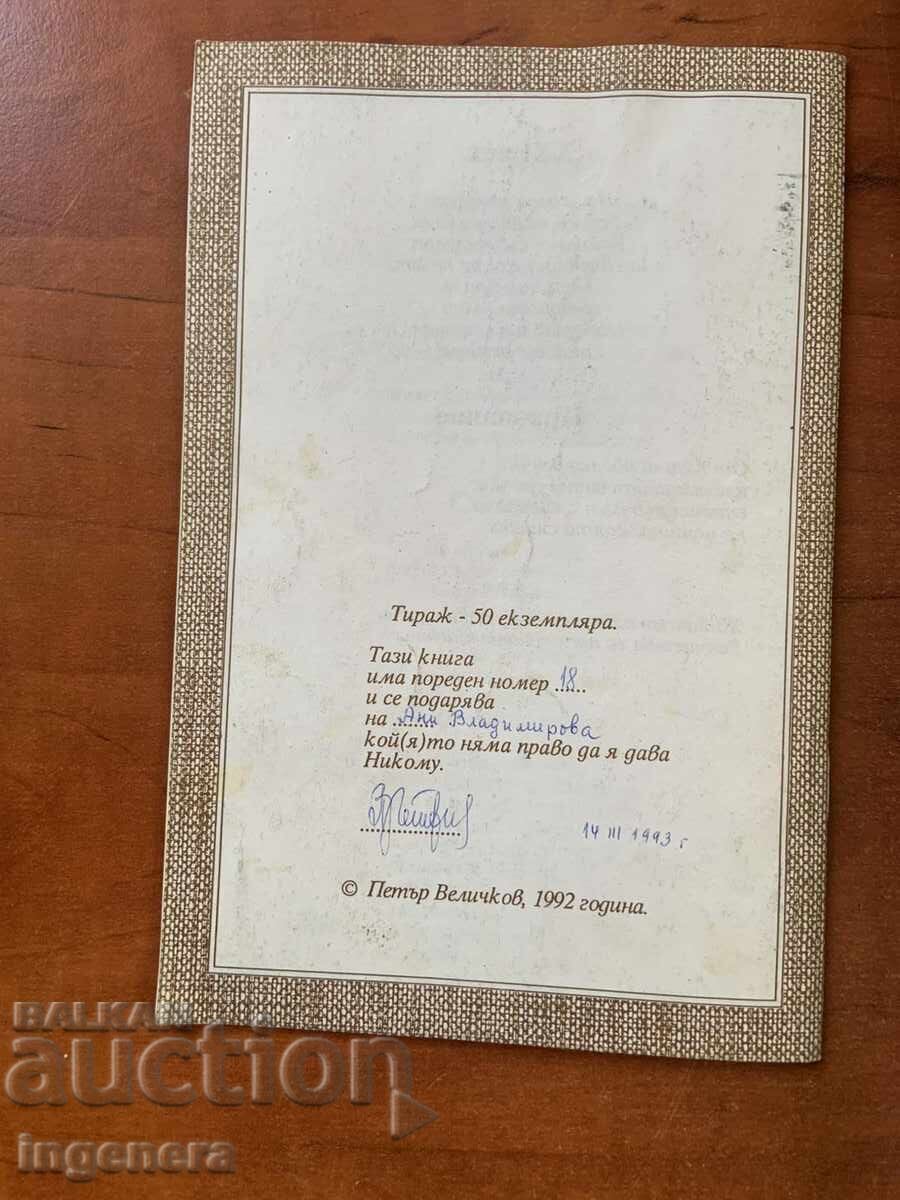 Тираж - 50 екземпляра.
Тази книга
има пореден номер 18
и се подарява
на Ани Владимирова
кой(я)то няма право да я дава
Никому.
14 III 1993 г
© Петър Величков, 1992 година.
BALKAN
auction
ingenera